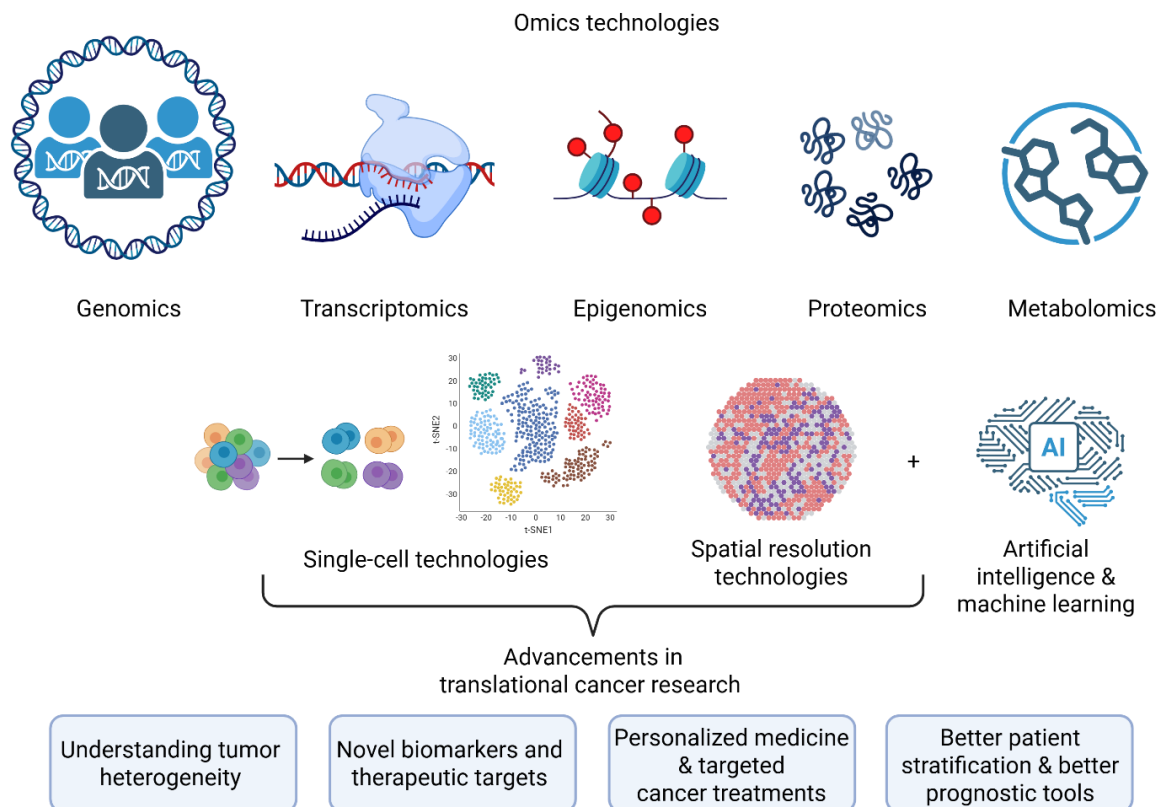 Omics technologies
Genomics
Transcriptomics
Epigenomics
Proteomics
Metabolomics
30
20
10
0
-10
-20
-30
t-SNE2
-30
-20
-10
0
10
20
30
t-SNE1
AI
+
Single-cell technologies
Spatial resolution
technologies
Artificial
intelligence &
machine learning
Advancements in
translational cancer research
Understanding tumor
heterogeneity
Novel biomarkers and
therapeutic targets
Personalized medicine
& targeted
cancer treatments
Better patient
stratification & better
prognostic tools